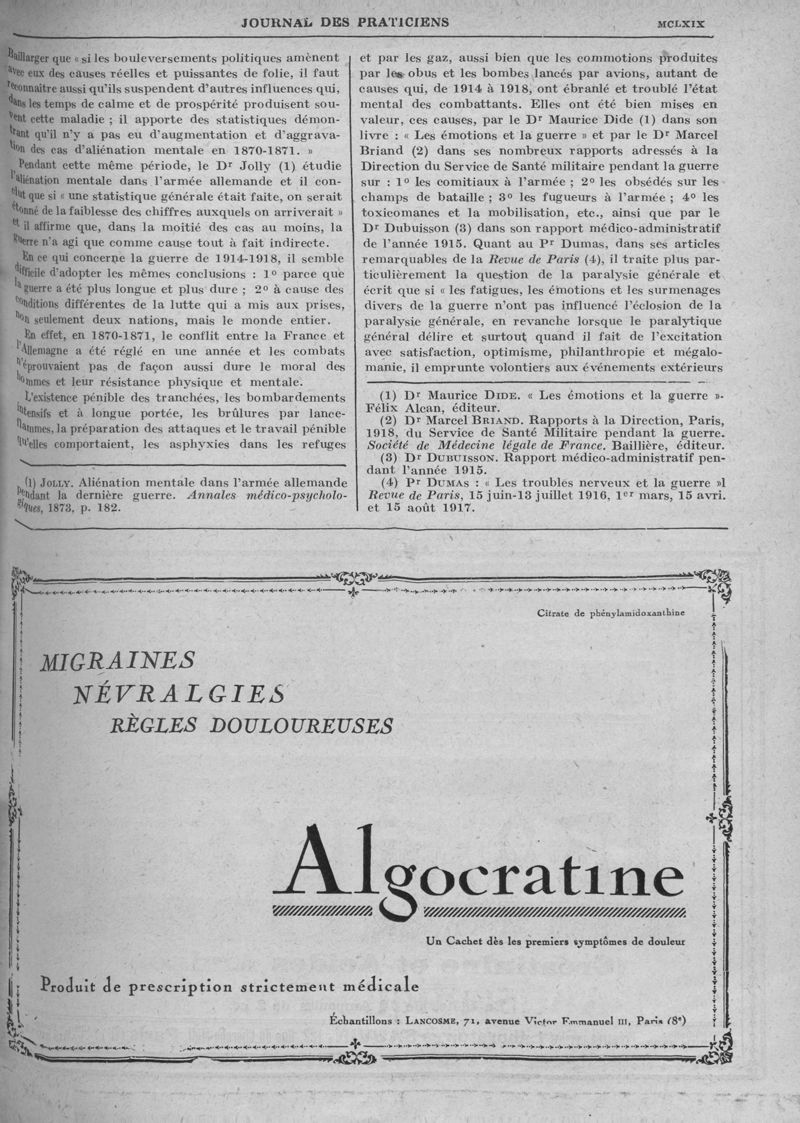 JOURNAL DES PRATICIENS
MCLXIX
Baillarger que « si les bouleversements politiques amènent
avec eux des causes réelles et puissantes de folie, il faut
reconnaitre aussi qu'ils suspendent d'autres influences qui,
dans les temps de calme et de prospérité produisent sou-
vent cette maladie ; il apporte des statistiques démon-
trant qu'il n'y a pas eu d'augmentation et d'aggrava-
tion des cas d'aliénation mentale en 1870-1871. »
Pendant cette même période, le Dr Jolly (1) étudie
l'aliénation mentale dans l'armée allemande et il con-
clut que si « une statistique générale était faite, on serait
étonné de la faiblesse des chiffres auxquels on arriverait »
et il affirme que, dans la moitié des cas au moins, la
guerre n'a agi que comme cause tout à fait indirecte.
En ce qui concerne la guerre de 1914-1918, il semble
difficile d'adopter les mêmes conclusions : 1º parce que
la guerre a été plus longue et plus dure ; 2º à cause des
conditions différentes de la lutte qui a mis aux prises,
non seulement deux nations, mais le monde entier.
En effet, en 1870-1871, le conflit entre la France et
l'Allemagne a été réglé en une année et les combats
n'éprouvaient pas de façon aussi dure le moral des
hommes et leur résistance physique et mentale.
L'existence pénible des tranchées, les bombardements
intensifs et à longue portée, les brûlures par lance-
flammes, la préparation des attaques et le travail pénible
qu'elles comportaient, les asphyxies dans les refuges
(1) JOLLY. Aliénation mentale dans l'armée allemande
pendant la dernière guerre. Annales médico-psycholo-
giques, 1873, p. 182.
et par les gaz, aussi bien que les commotions produites
par les obus et les bombes lancés par avions, autant de
causes qui, de 1914 à 1918, ont ébranlé et troublé l'état
mental des combattants. Elles ont été bien mises en
valeur, ces causes, par le Dr Maurice Dide (1) dans son
livre : « Les émotions et la guerre » et par le Dr Marcel
Briand (2) dans ses nombreux rapports adressés à la
Direction du Service de Santé militaire pendant la guerre
sur : 1º les comitiaux à l'armée ; 2º les obsédés sur les
champs de bataille ; 3º les fugueurs à l'armée ; 4º les
toxicomanes et la mobilisation, etc., ainsi que par le
Dr Dubuisson (3) dans son rapport médico-administratif
de l'année 1915. Quant au Pr Dumas, dans ses articles
remarquables de la Revue de Paris (4), il traite plus par-
ticulièrement la question de la paralysie générale et
écrit que si « les fatigues, les émotions et les surmenages
divers de la guerre n'ont pas influencé l'éclosion de la
paralysie générale, en revanche lorsque le paralytique
général délire et surtout quand il fait de l'excitation
avec satisfaction, optimisme, philanthropie et mégalo-
manie, il emprunte volontiers aux événements extérieurs
(1) Dr Maurice DIDE. « Les émotions et la guerre ».
Félix Alcan, éditeur.
(2) Dr Marcel BRIAND. Rapports à la Direction, Paris,
1918, du Service de Santé Militaire pendant la guerre.
Société de Médecine légale de France. Baillière, éditeur.
(3) Dr DUBUISSON. Rapport médico-administratif pen-
dant l'année 1915.
(4) Pr DUMAS : « Les troubles nerveux et la guerre »l
Revue de Paris, 15 juin-13 juillet 1916, 1er mars, 15 avri.
et 15 août 1917.
Citrate de phénylamidoxanthine
MIGRAINES
NÉVRALGIES
RÈGLES DOULOUREUSES
Algocratine
Un Cachet dès les premiers symptômes de douleur
Produit de prescription strictement médicale
Échantillons : LANCOSME, 71, avenue Victor Emmanuel III, Paris (8e)